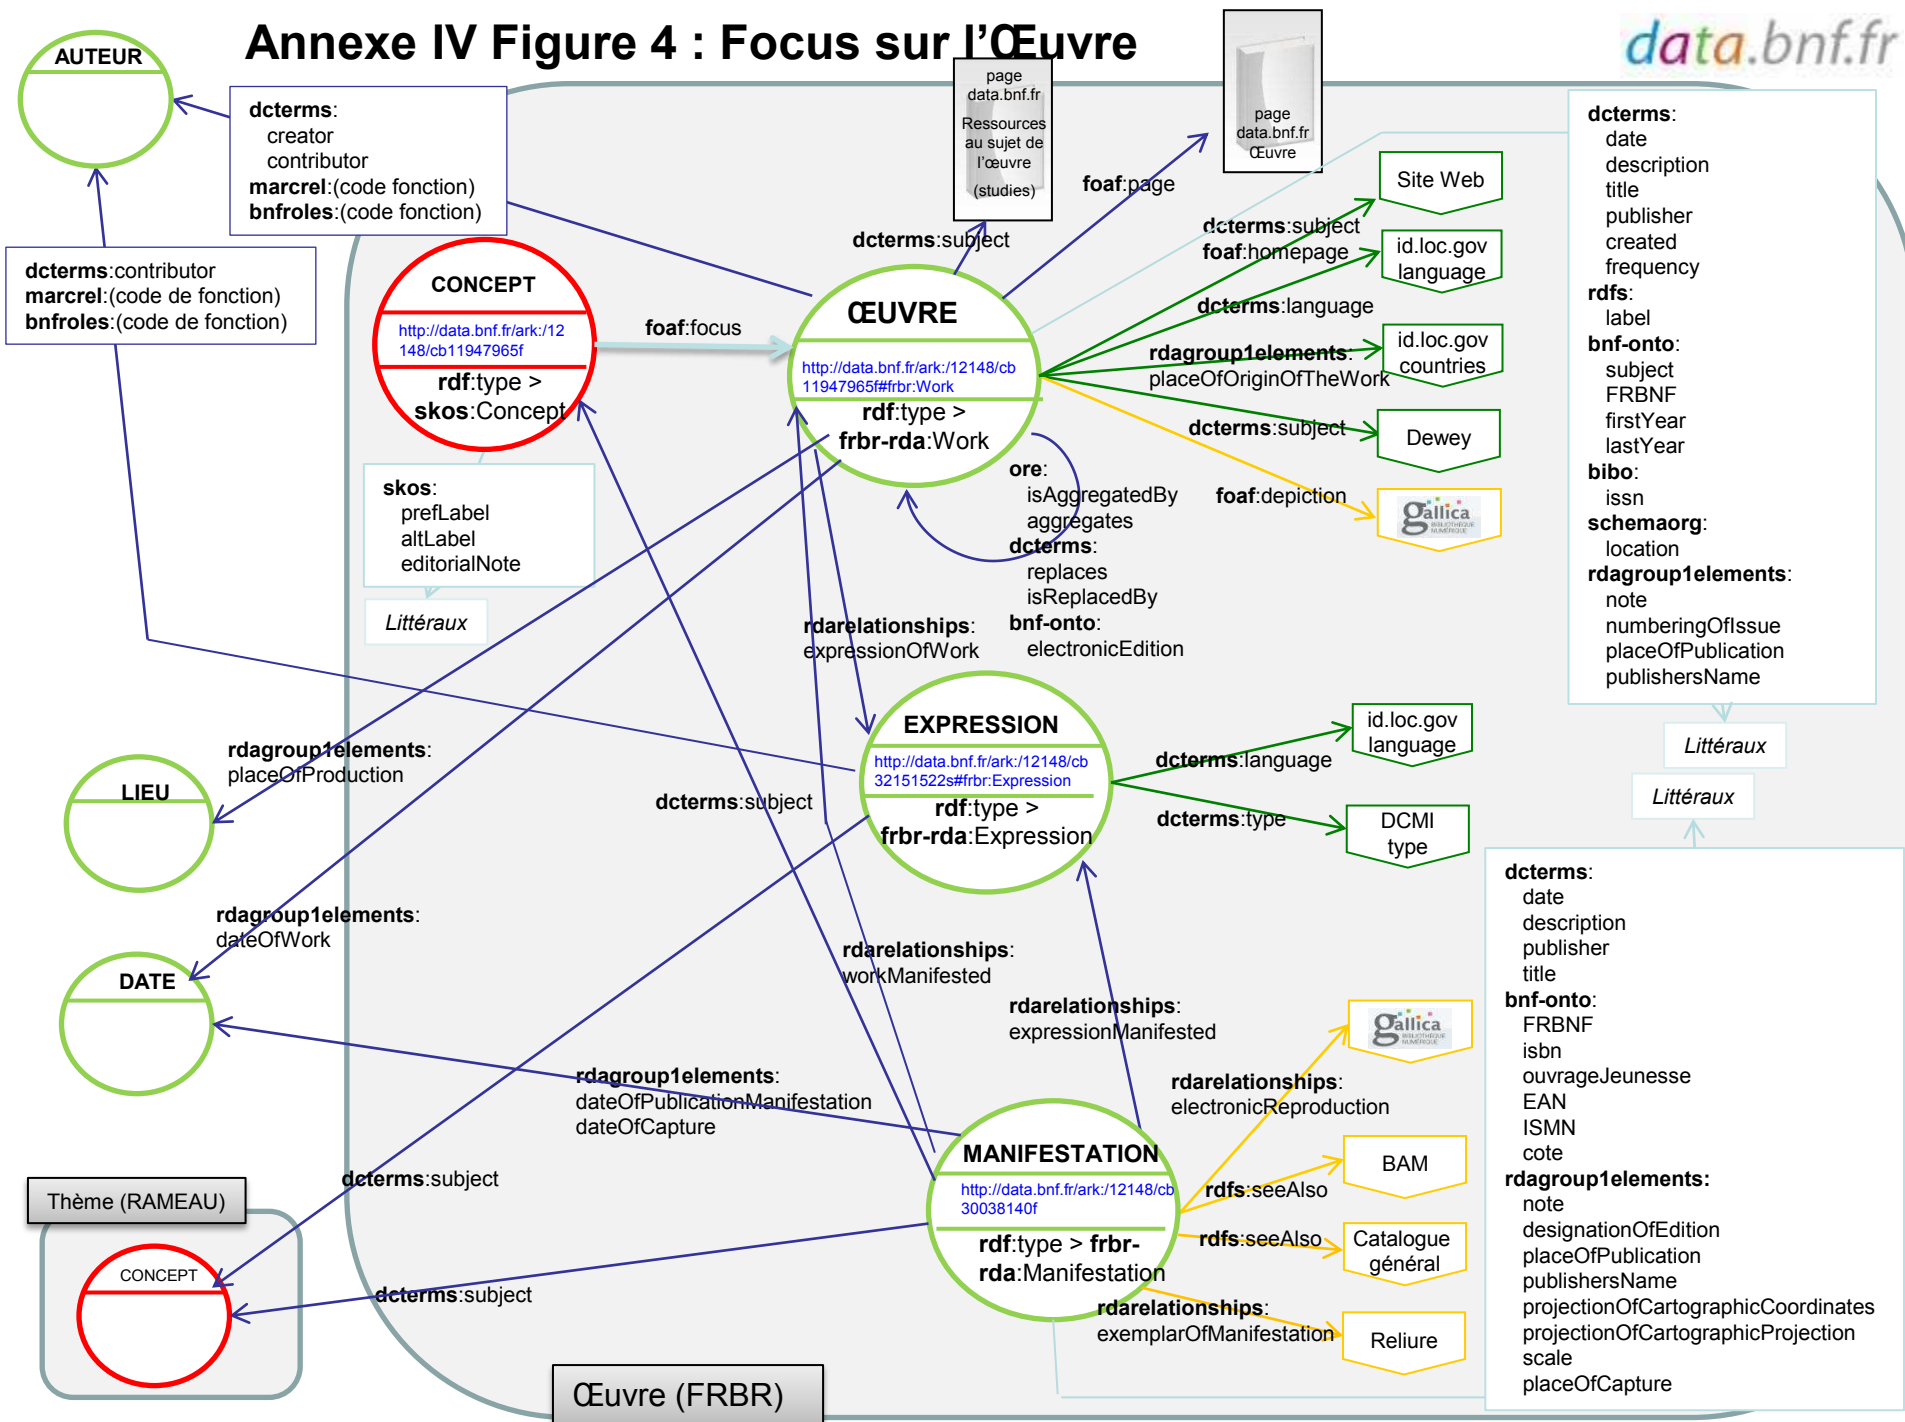 Annexe IV Figure 4 : Focus sur l’Œuvre
data.bnf.fr
AUTEUR
dcterms:
creator
contributor
marcrel:(code fonction)
bnfroles:(code fonction)
dcterms:contributor
marcrel:(code de fonction)
bnfroles:(code de fonction)
page
data.bnf.fr
Ressources
au sujet de
l’œuvre
(studies)
page
data.bnf.fr
Œuvre
foaf:page
dcterms:subject
CONCEPT
http://data.bnf.fr/ark:/12
148/cb11947965f
rdf:type >
skos:Concept
foaf:focus
ŒUVRE
http://data.bnf.fr/ark:/12148/cb
11947965f#frbr:Work
rdf:type >
frbr-rda:Work
dcterms:subject
foaf:homepage
Site Web
dcterms:language
id.loc.gov
language
rdagroup1elements:
placeOfOriginOfTheWork
id.loc.gov
countries
dcterms:subject
Dewey
foaf:depiction
gallica
BIBLIOTHÈQUE
NUMÉRIQUE
skos:
prefLabel
altLabel
editorialNote
Littéraux
ore:
isAggregatedBy
aggregates
dcterms:
replaces
isReplacedBy
bnf-onto:
electronicEdition
rdarelationships:
expressionOfWork
dcterms:
date
description
title
publisher
created
frequency
rdfs:
label
bnf-onto:
subject
FRBNF
firstYear
lastYear
bibo:
issn
schemaorg:
location
rdagroup1elements:
note
numberingOfIssue
placeOfPublication
publishersName
Littéraux
EXPRESSION
http://data.bnf.fr/ark:/12148/cb
32151522s#frbr:Expression
rdf:type >
frbr-rda:Expression
dcterms:language
id.loc.gov
language
dcterms:type
DCMI
type
rdagroup1elements:
placeOfProduction
LIEU
dcterms:subject
rdagroup1elements:
dateOfWork
DATE
rdarelationships:
workManifested
rdarelationships:
expressionManifested
rdagroup1elements:
dateOfPublicationManifestation
dateOfCapture
MANIFESTATION
http://data.bnf.fr/ark:/12148/cb
30038140f
rdf:type > frbr-
rda:Manifestation
rdarelationships:
electronicReproduction
gallica
BIBLIOTHÈQUE
NUMÉRIQUE
rdfs:seeAlso
BAM
rdfs:seeAlso
Catalogue
général
rdarelationships:
exemplarOfManifestation
Reliure
Littéraux
dcterms:
date
description
publisher
title
bnf-onto:
FRBNF
isbn
ouvrageJeunesse
EAN
ISMN
cote
rdagroup1elements:
note
designationOfEdition
placeOfPublication
publishersName
projectionOfCartographicCoordinates
projectionOfCartographicProjection
scale
placeOfCapture
dcterms:subject
Thème (RAMEAU)
CONCEPT
dcterms:subject
Œuvre (FRBR)